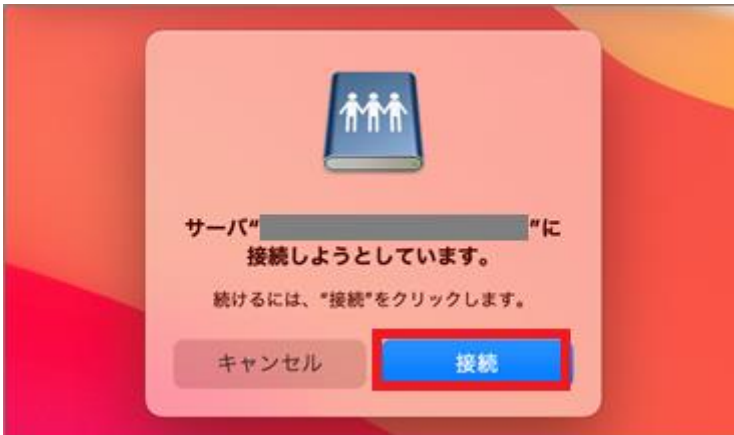 サーバ“ ”に
接続しようとしています。
続けるには、“接続”をクリックします。
キャンセル
接続